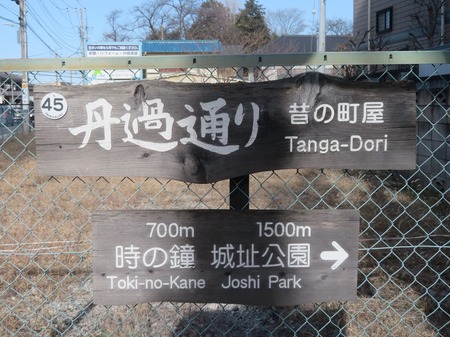 45
丹過通り 昔の町屋
Tanga-Dori
700m 1500m
時の鐘 城址公園 →
Toki-no-Kane Joshi Park